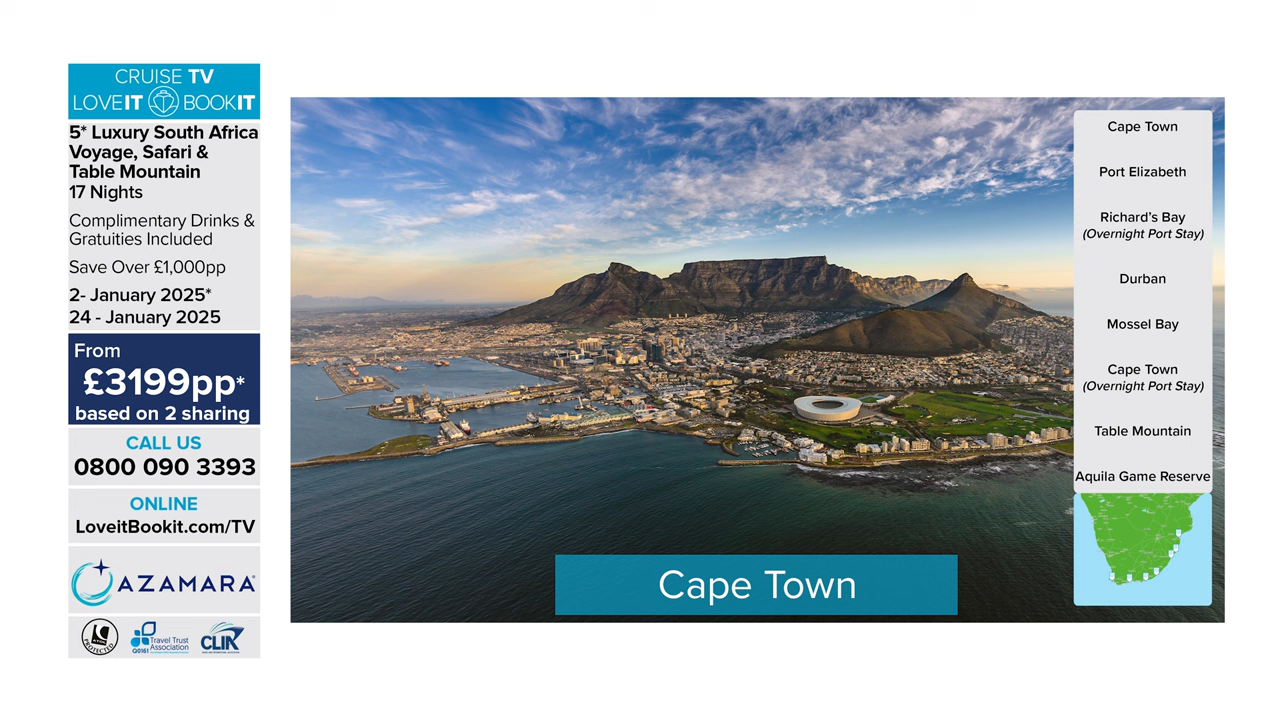 CRUISE TV
LOVEIT BOOKIT
5* Luxury South Africa
Voyage, Safari &
Table Mountain
17 Nights
Complimentary Drinks &
Gratuities Included
Save Over £1,000pp
2- January 2025*
24 - January 2025
From
£3199pp*
based on 2 sharing
CALL US
0800 090 3393
ONLINE
LoveitBookit.com/TV
AZAMARA
PROTECTED
Travel Trust
Association
Q0161
CLIA
Cape Town
Port Elizabeth
Richard's Bay
(Overnight Port Stay)
Durban
Mossel Bay
Cape Town
(Overnight Port Stay)
Table Mountain
Aquila Game Reserve
Cape Town